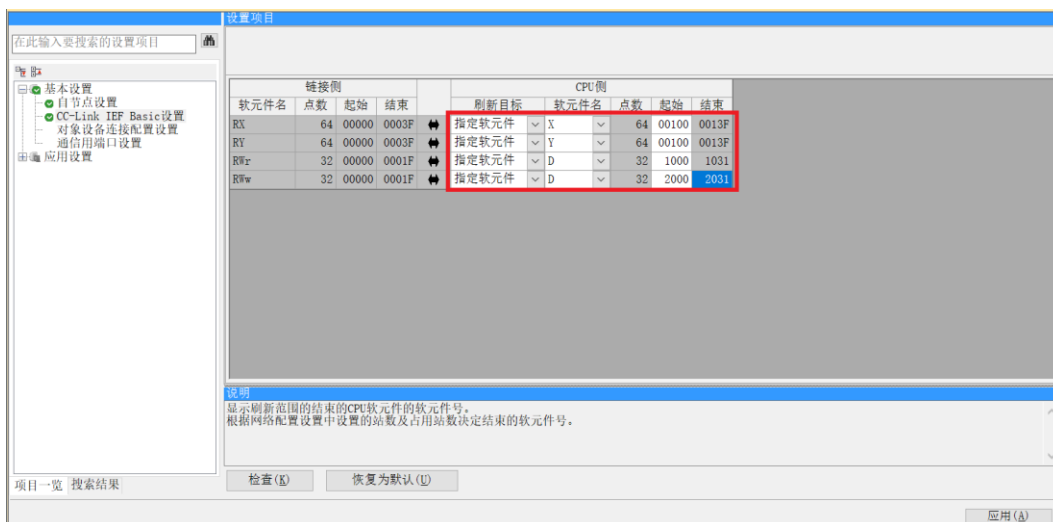 设置项目
在此输入要搜索的设置项目
基本设置
自节点设置
CC-Link IEF Basic设置
对象设备连接配置设置
通信用端口设置
应用设置
链接侧 CPU侧
软元件名 点数 起始 结束 刷新目标 软元件名 点数 起始 结束
RX 64 00000 0003F 指定软元件 X 64 00100 0013F
RY 64 00000 0003F 指定软元件 Y 64 00100 0013F
RWr 32 00000 0001F 指定软元件 D 32 1000 1031
RWw 32 00000 0001F 指定软元件 D 32 2000 2031
说明
显示刷新范围的结束的CPU软元件的软元件号。
根据网络配置设置中设置的站数及占用站数决定结束的软元件号。
检查(K) 恢复为默认(U)
项目一览 搜索结果
应用(A)